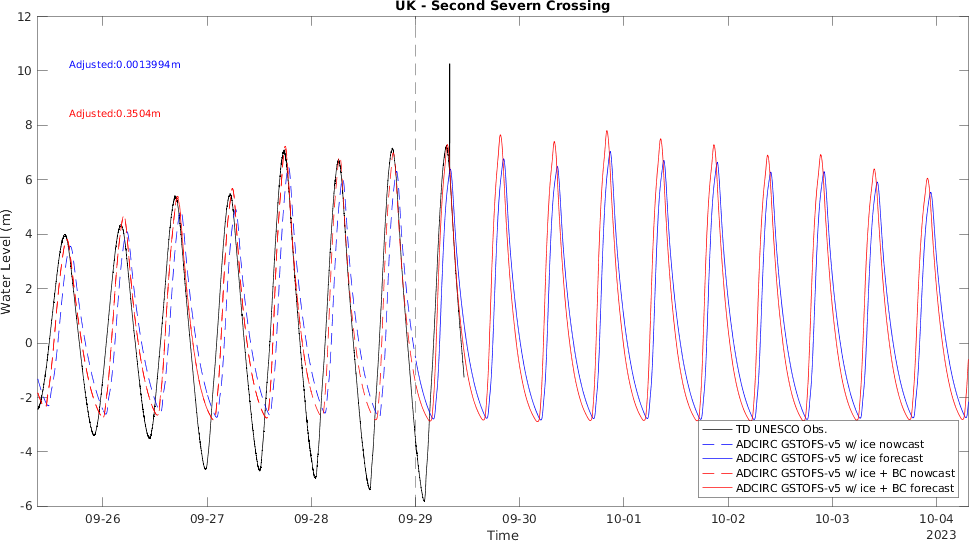 UK - Second Severn Crossing
12
10
8
6
4
2
0
-2
-4
-6
Water Level (m)
Adjusted:0.0013994m
Adjusted:0.3504m
TD UNESCO Obs.
ADCIRC GSTOFS-v5 w/ ice nowcast
ADCIRC GSTOFS-v5 w/ ice forecast
ADCIRC GSTOFS-v5 w/ ice + BC nowcast
ADCIRC GSTOFS-v5 w/ ice + BC forecast
09-26 09-27 09-28 09-29 09-30 10-01 10-02 10-03 10-04
Time
2023